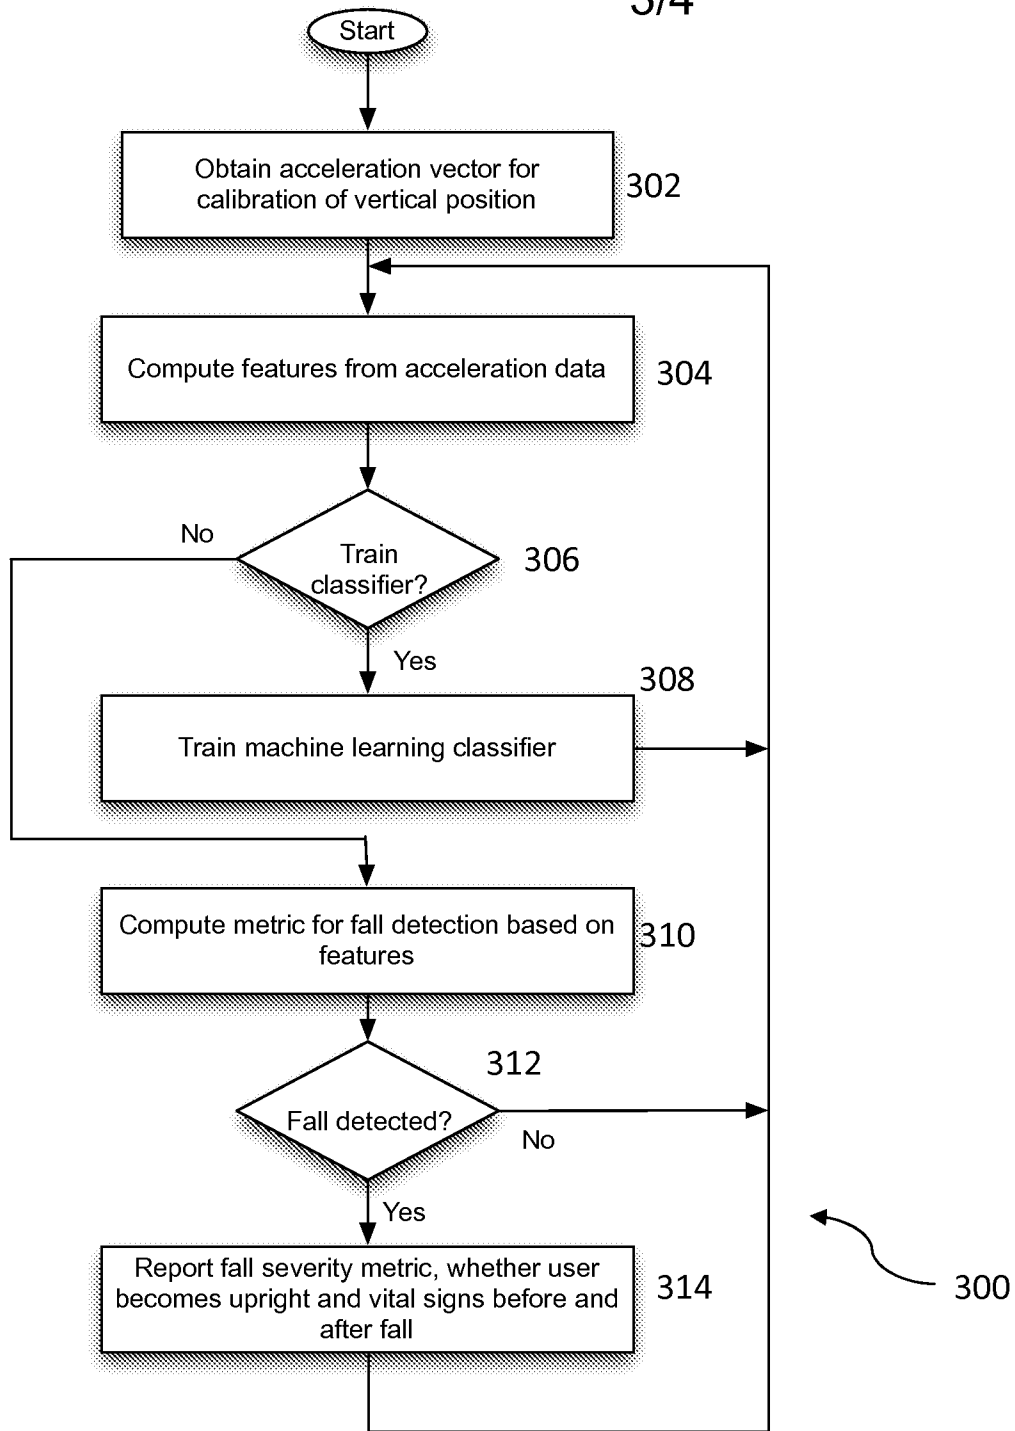 3/4
Start
Obtain acceleration vector for
calibration of vertical position
302
Compute features from acceleration data
304
No
Train
classifier?
306
Yes
308
Train machine learning classifier
Compute metric for fall detection based on
features
310
312
Fall detected?
No
Yes
Report fall severity metric, whether user
becomes upright and vital signs before and
after fall
314
300